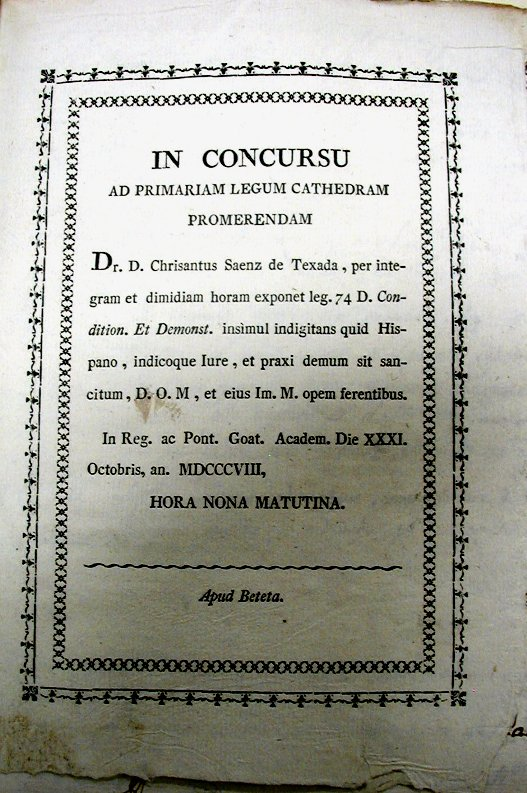 IN CONCURSU
AD PRIMARIAM LEGUM CATHEDRAM
PROMERENDAM
Dr. D. Chrisantus Saenz de Texada, per inte-
gram et dimidiam horam exponet leg. 74 D. Con-
dition. Et Demonst. insimul indigitans quid His-
pano, indicoque Iure, et praxi demum sit san-
citum, D. O. M, et eius Im. M. opem ferentibus.
In Reg. ac Pont. Goat. Academ. Die XXXI.
Octobris, an. MDCCCVIII,
HORA NONA MATUTINA.
Apud Beteta.